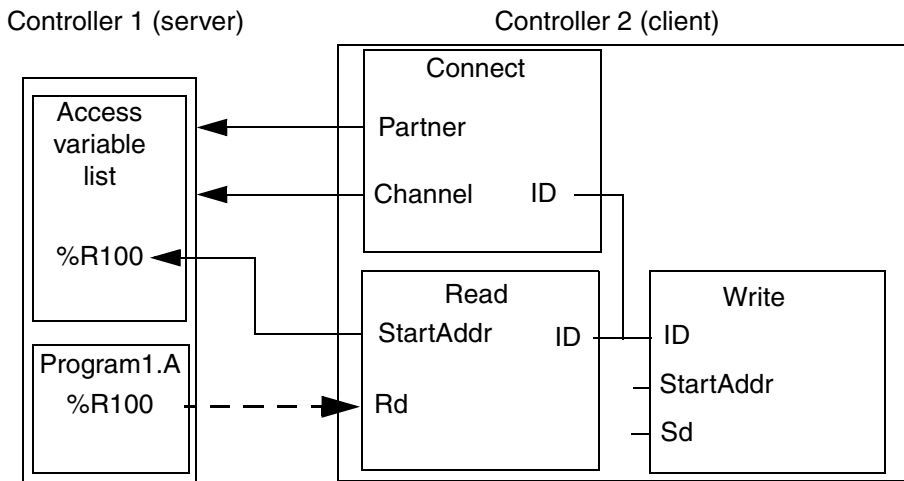 Controller 1 (server)
Controller 2 (client)
Access
variable
list
%R100
Program1.A
%R100
Connect
Partner
Channel
ID
Read
StartAddr
ID
Rd
Write
ID
StartAddr
Sd